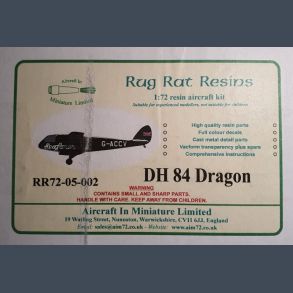 Aircraft In
Miniature Limited
Rug Rat Resins
1:72 resin aircraft kit
Suitable for experienced modellers, not suitable for children
High quality resin parts
Full colour decals
Cast metal detail parts
Vacform transparency plus spare
Comprehensive instructions
G-ACCV
RR72-05-002
DH 84 Dragon
WARNING
CONTAINS SMALL AND SHARP PARTS.
HANDLE WITH CARE. KEEP AWAY FROM CHILDREN.
Aircraft In Miniature Limited
19 Watling Street, Nuneaton, Warwickshire, CV11 6JJ, England
Email: sales@aim72.co.uk - Website: www.aim72.co.uk